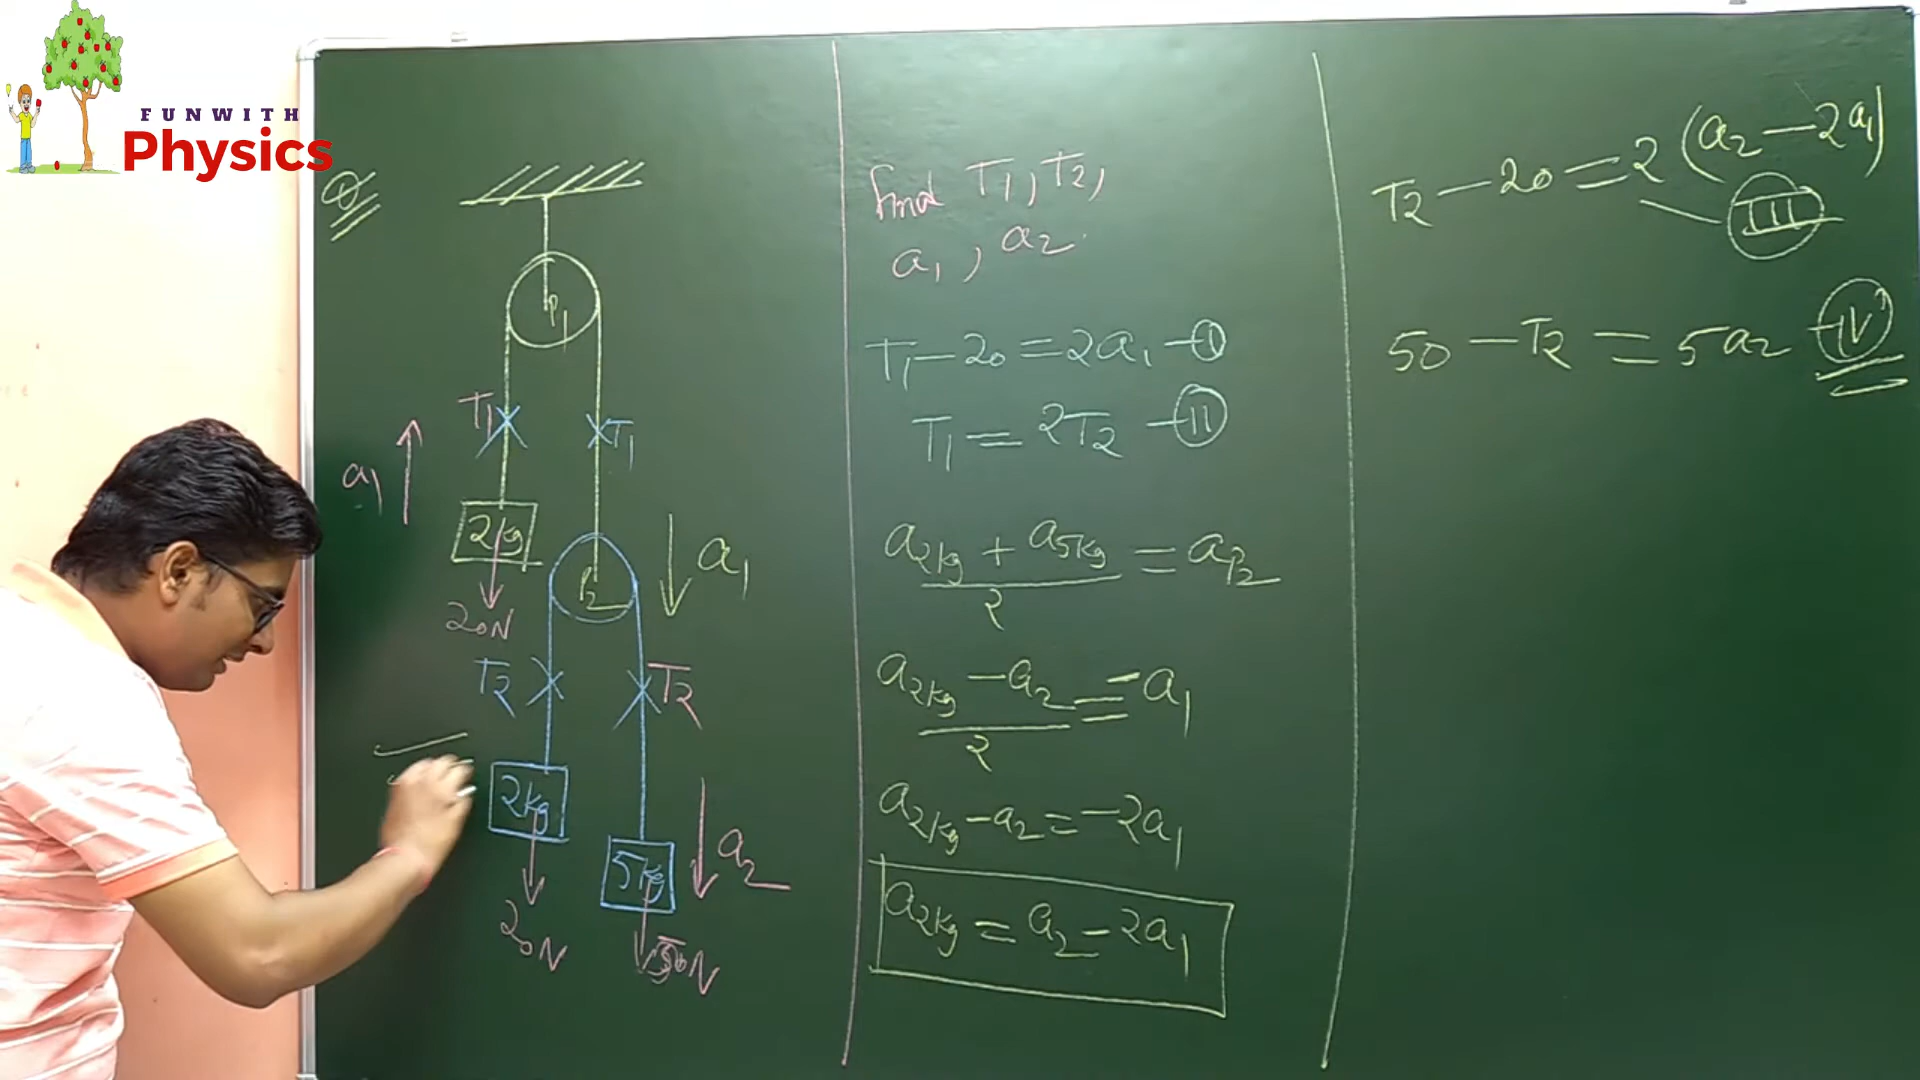 FUNWITH
Physics
Q
P1
T1
T1
a1
2kg
20N
P2
a1
T2
T2
2kg
5kg
a2
20N
50N
find T1, T2,
a1, a2
T1 - 20 = 2a1 - I
T1 = 2T2 - II
a2kg + a5kg = aP2
2
a2kg - a2 = -a1
2
a2kg - a2 = -2a1
a2kg = a2 - 2a1
T2 - 20 = 2(a2 - 2a1)
III
50 - T2 = 5a2 IV